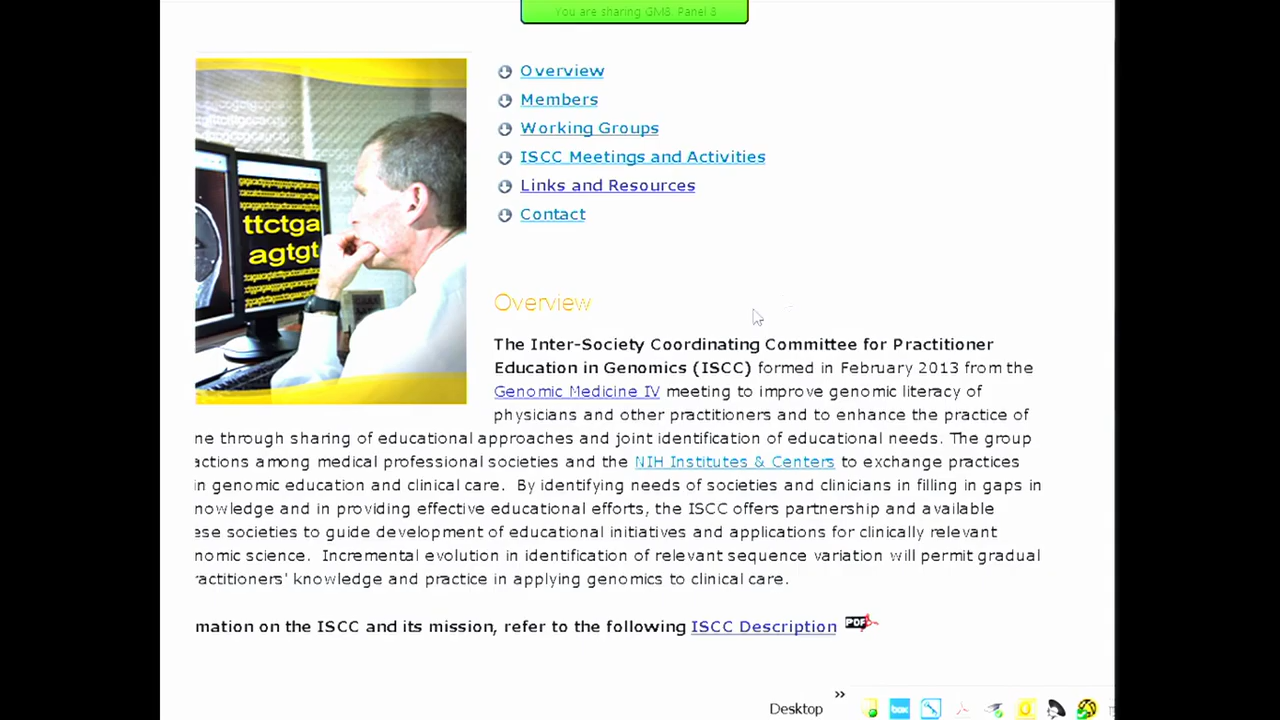 You are sharing GM8. Panel 8
Overview
Members
Working Groups
ISCC Meetings and Activities
Links and Resources
Contact
ttctga
agtgt
Overview
The Inter-Society Coordinating Committee for Practitioner
Education in Genomics (ISCC) formed in February 2013 from the
Genomic Medicine IV meeting to improve genomic literacy of
physicians and other practitioners and to enhance the practice of
ne through sharing of educational approaches and joint identification of educational needs. The group
actions among medical professional societies and the NIH Institutes & Centers to exchange practices
in genomic education and clinical care. By identifying needs of societies and clinicians in filling in gaps in
nowledge and in providing effective educational efforts, the ISCC offers partnership and available
ese societies to guide development of educational initiatives and applications for clinically relevant
nomic science. Incremental evolution in identification of relevant sequence variation will permit gradual
ractitioners' knowledge and practice in applying genomics to clinical care.
mation on the ISCC and its mission, refer to the following ISCC Description PDF
Desktop »
box